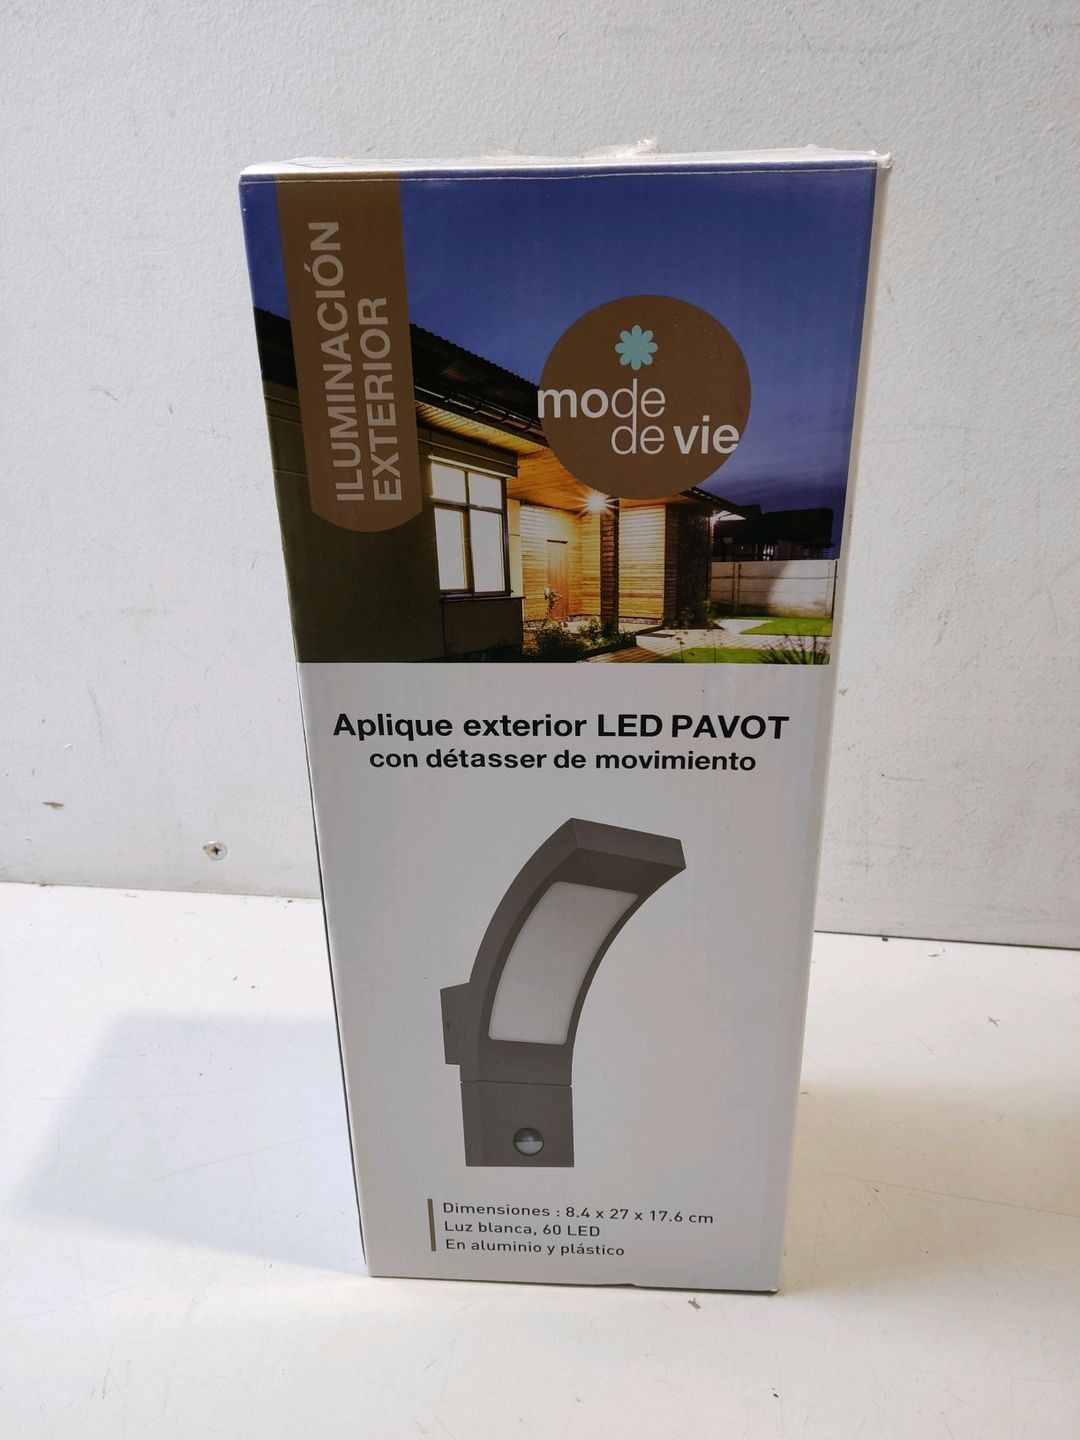 ILUMINACIÓN
EXTERIOR
mode
de vie
Aplique exterior LED PAVOT
con détasser de movimiento
Dimensiones : 8.4 x 27 x 17.6 cm
Luz blanca, 60 LED
En aluminio y plástico